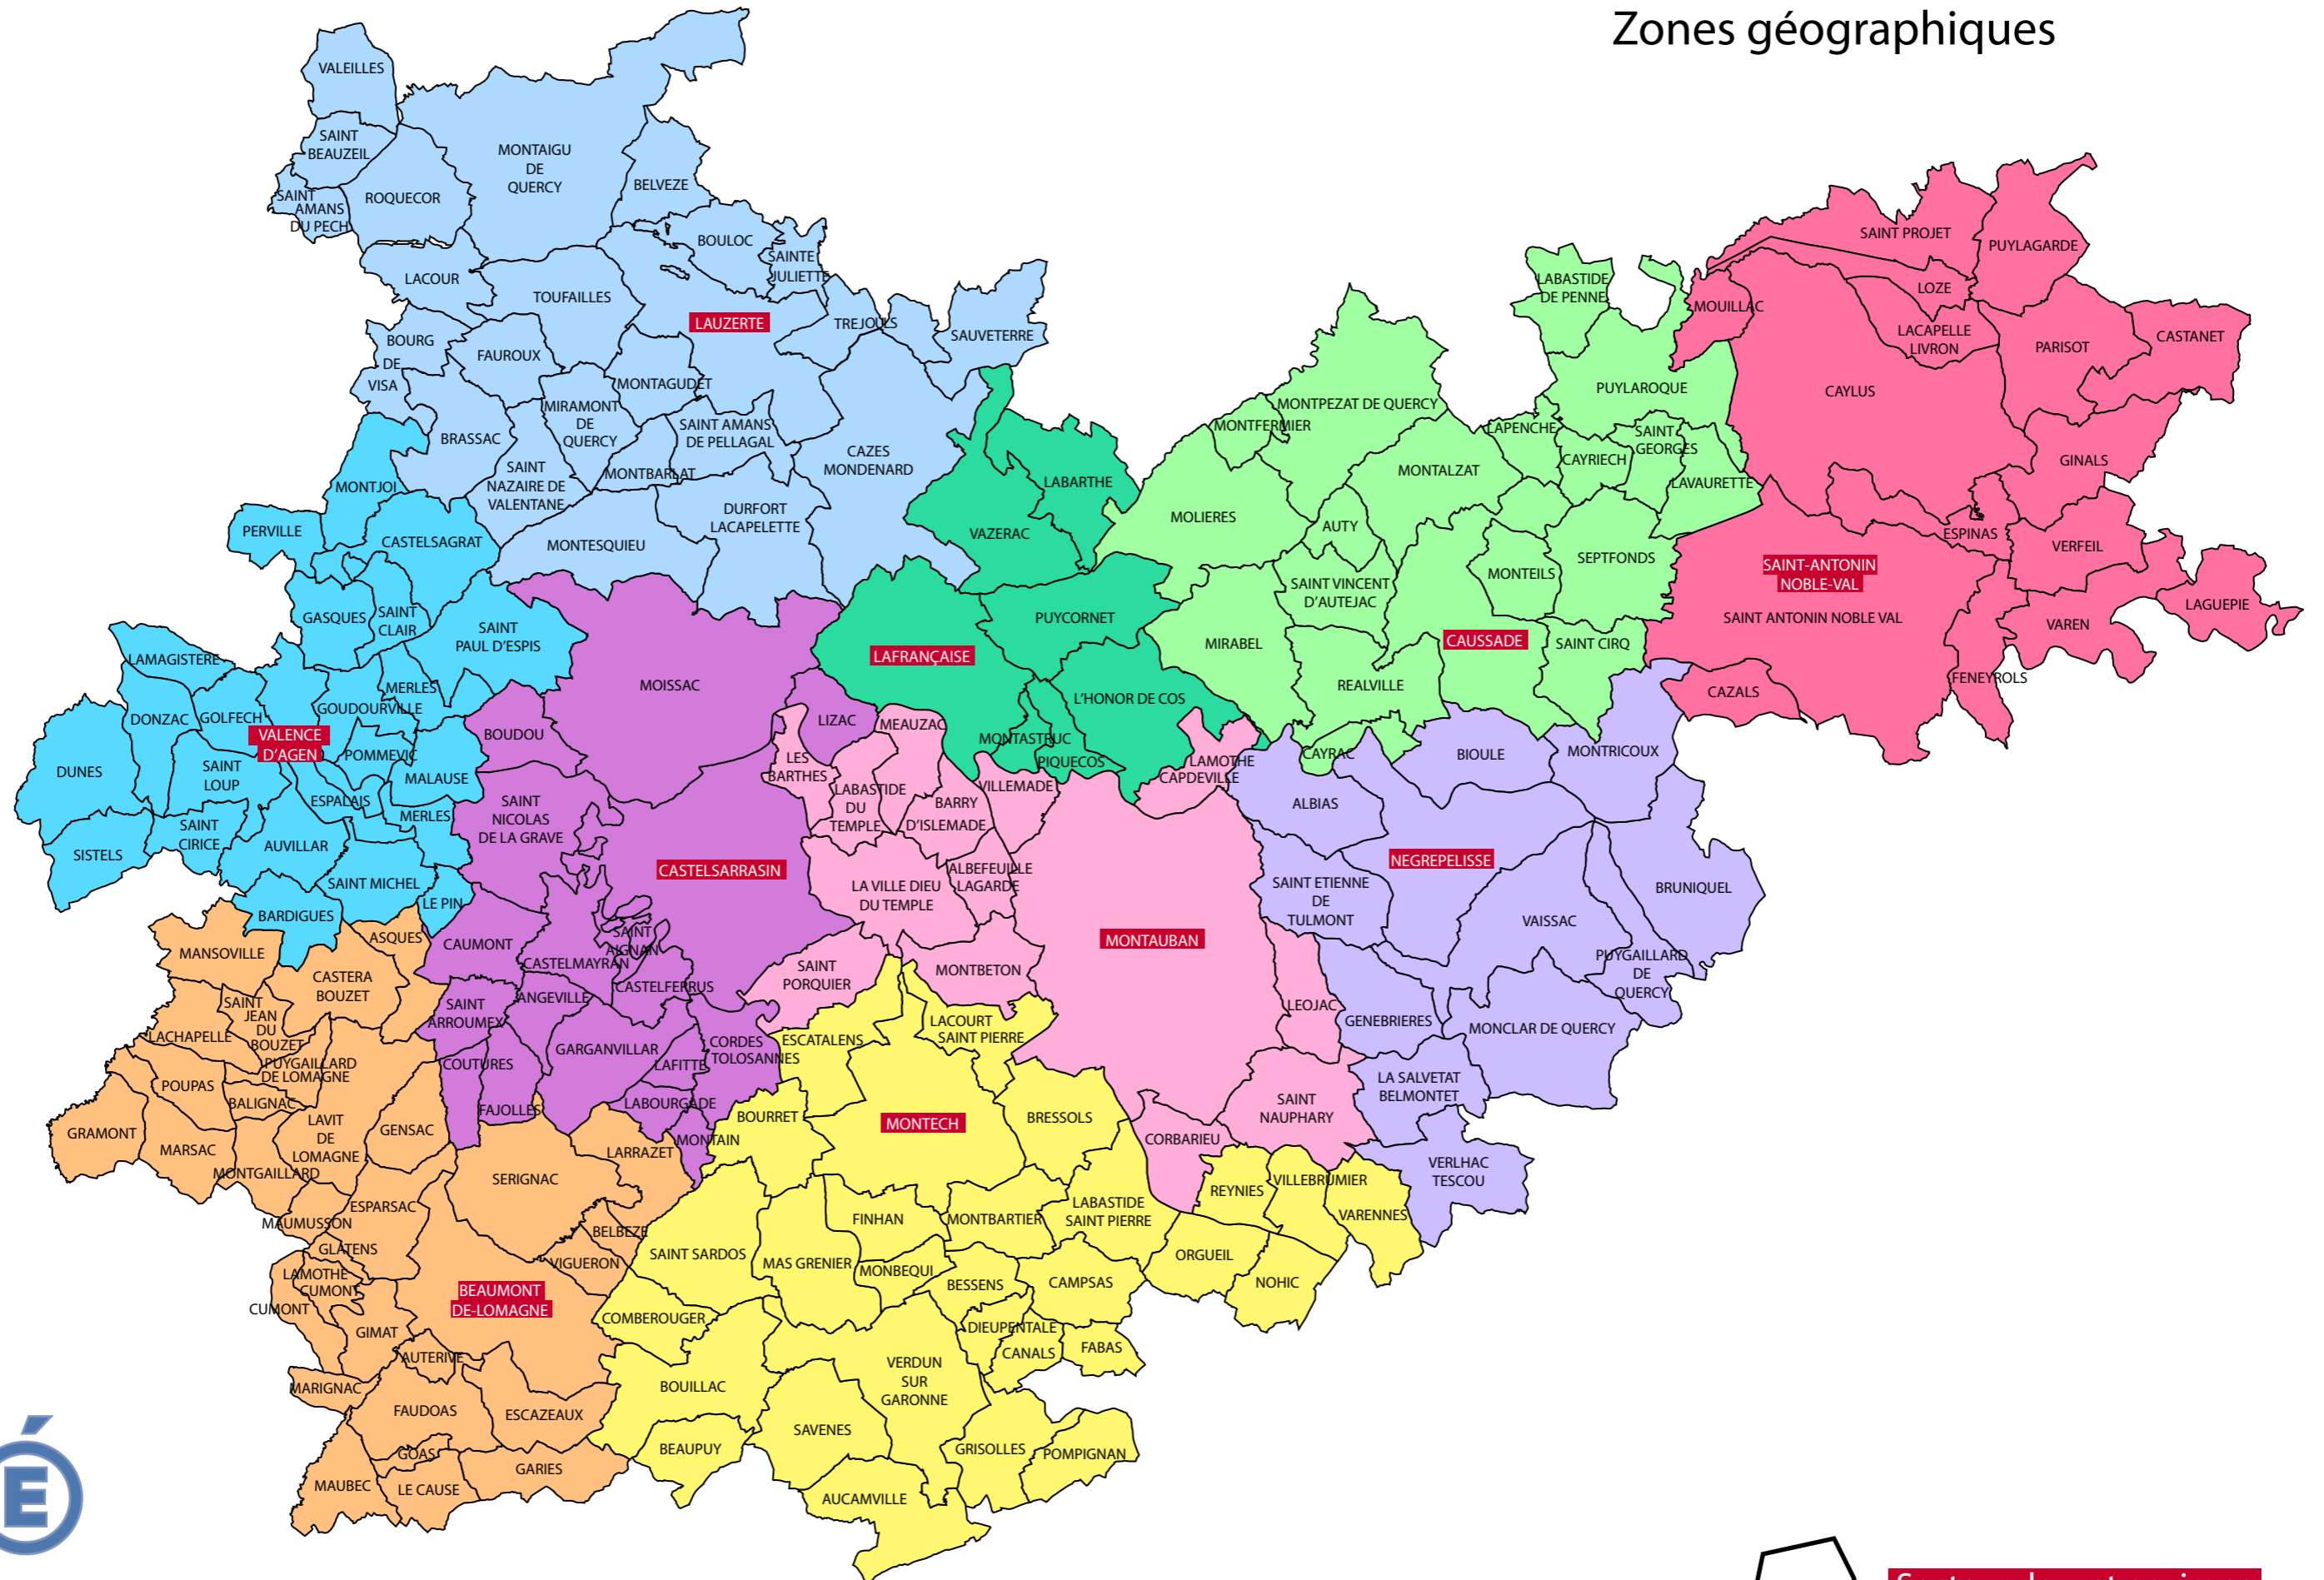 Zones géographiques
VALEILLES
SAINT
BEAUZEIL
SAINT
AMANS
DU PECH
ROQUECOR
MONTAIGU
DE
QUERCY
BELVEZE
LACOUR
TOUFAILLES
BOULOC
SAINTE
JULIETTE
LAUZERTE
TREJOULS
SAUVETERRE
BOURG
DE
VISA
FAUROUX
MONTAGUDET
MIRAMONT
DE
QUERCY
BRASSAC
SAINT AMANS
DE PELLAGAL
CAZES
MONDENARD
SAINT
NAZAIRE DE
VALENTANE
MONTBARLAT
DURFORT
LACAPELETTE
MONTESQUIEU
MONTJOI
PERVILLE
CASTELSAGRAT
GASQUES
SAINT
CLAIR
SAINT
PAUL D'ESPIS
LAMAGISTERE
DONZAC
GOLFECH
MERLES
GOUDOURVILLE
VALENCE
D'AGEN
POMMEVIC
MALAUSE
DUNES
SAINT
LOUP
ESPALAIS
MERLES
SAINT
CIRICE
AUVILLAR
SISTELS
SAINT MICHEL
LE PIN
BARDIGUES
VAZERAC
LABARTHE
LAFRANÇAISE
PUYCORNET
L'HONOR DE COS
MONTASTRUC
PIQUECOS
MOLIERES
MONTFERMIER
MONTPEZAT DE QUERCY
LABASTIDE
DE PENNE
PUYLAROQUE
LAPENCHE
MONTALZAT
CAYRIECH
SAINT
GEORGES
LAVAURETTE
AUTY
SAINT VINCENT
D'AUTEJAC
MONTEILS
SEPTFONDS
MIRABEL
CAUSSADE
SAINT CIRQ
REALVILLE
CAYRAC
SAINT PROJET
PUYLAGARDE
MOUILLAC
LOZE
LACAPELLE
LIVRON
PARISOT
CASTANET
CAYLUS
GINALS
ESPINAS
VERFEIL
SAINT-ANTONIN
NOBLE-VAL
SAINT ANTONIN NOBLE VAL
VAREN
LAGUEPIE
FENEYROLS
CAZALS
MOISSAC
BOUDOU
LIZAC
SAINT
NICOLAS
DE LA GRAVE
CASTELSARRASIN
CAUMONT
SAINT
AIGNAN
CASTELMAYRAN
CASTELFERRUS
SAINT
ARROUMEX
ANGEVILLE
GARGANVILLAR
CORDES
TOLOSANNES
LAFITTE
COUTURES
FAJOLLES
LABOURGADE
MONTAIN
LES
BARTHES
MEAUZAC
LABASTIDE
DU
TEMPLE
BARRY
D'ISLEMADE
VILLEMADE
LAMOTHE
CAPDEVILLE
ALBEFEUILLE
LAGARDE
LA VILLE DIEU
DU TEMPLE
MONTAUBAN
SAINT
PORQUIER
MONTBETON
LEOJAC
SAINT
NAUPHARY
CORBARIEU
BIOULE
MONTRICOUX
ALBIAS
NEGREPELISSE
BRUNIQUEL
SAINT ETIENNE
DE
TULMONT
VAISSAC
PUYGAILLARD
DE
QUERCY
GENEBRIERES
MONCLAR DE QUERCY
LA SALVETAT
BELMONTET
VERLHAC
TESCOU
MANSOVILLE
ASQUES
CASTERA
BOUZET
SAINT
JEAN
DU
BOUZET
LACHAPELLE
PUYGAILLARD
DE LOMAGNE
POUPAS
BALIGNAC
LAVIT
DE
LOMAGNE
GENSAC
GRAMONT
MARSAC
MONTGAILLARD
MAUMUSSON
ESPARSAC
SERIGNAC
LARRAZET
GLATENS
BELBEZE
VIGUERON
LAMOTHE
CUMONT
CUMONT
BEAUMONT
DE-LOMAGNE
GIMAT
AUTERIVE
MARIGNAC
FAUDOAS
ESCAZEAUX
GOAS
GARIES
MAUBEC
LE CAUSE
ESCATALENS
LACOURT
SAINT PIERRE
BOURRET
MONTECH
BRESSOLS
REYNIES
VILLEBRUMIER
VARENNES
FINHAN
MONTBARTIER
LABASTIDE
SAINT PIERRE
ORGUEIL
NOHIC
SAINT SARDOS
MAS GRENIER
MONBEQUI
BESSENS
CAMPSAS
COMBEROUGER
DIEUPENTALE
CANALS
FABAS
BOUILLAC
VERDUN
SUR
GARONNE
SAVENES
BEAUPUY
GRISOLLES
POMPIGNAN
AUCAMVILLE
É